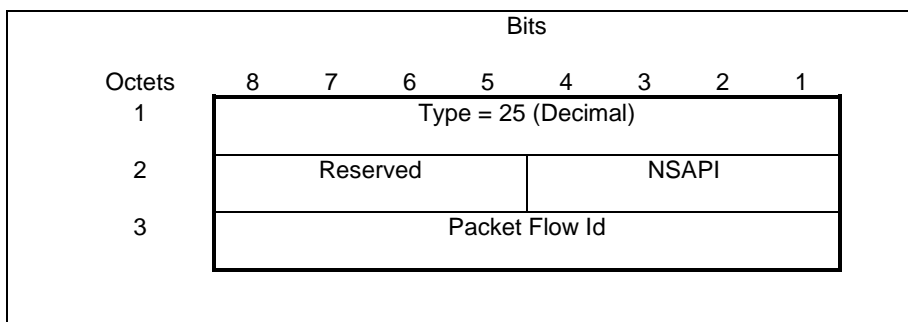 Bits
Octets 8 7 6 5 4 3 2 1
1 Type = 25 (Decimal)
2 Reserved NSAPI
3 Packet Flow Id